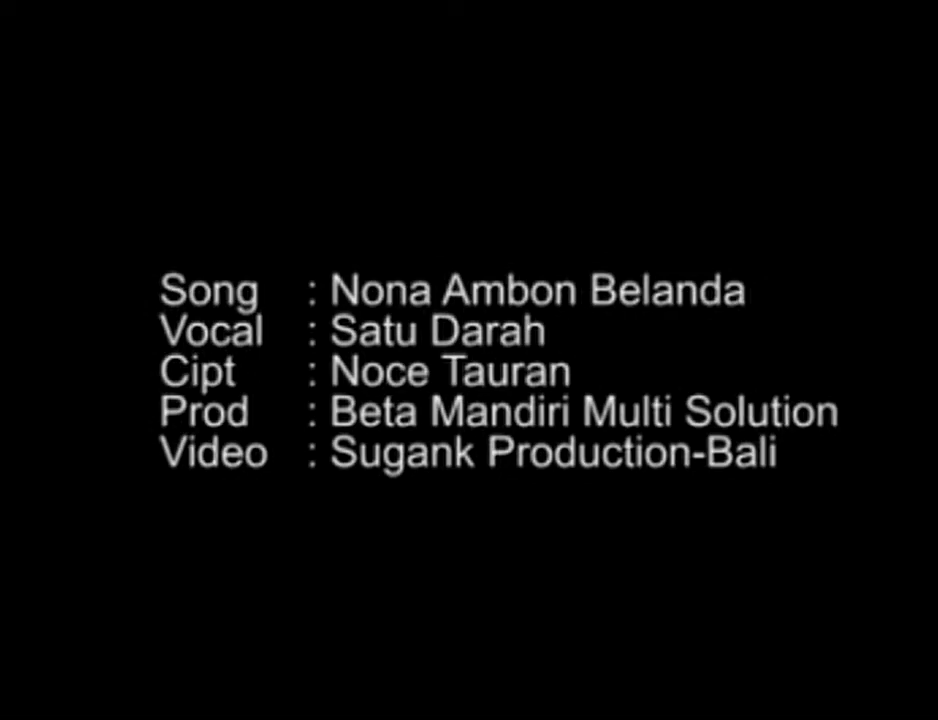 Song : Nona Ambon Belanda
Vocal : Satu Darah
Cipt : Noce Tauran
Prod : Beta Mandiri Multi Solution
Video : Sugank Production-Bali